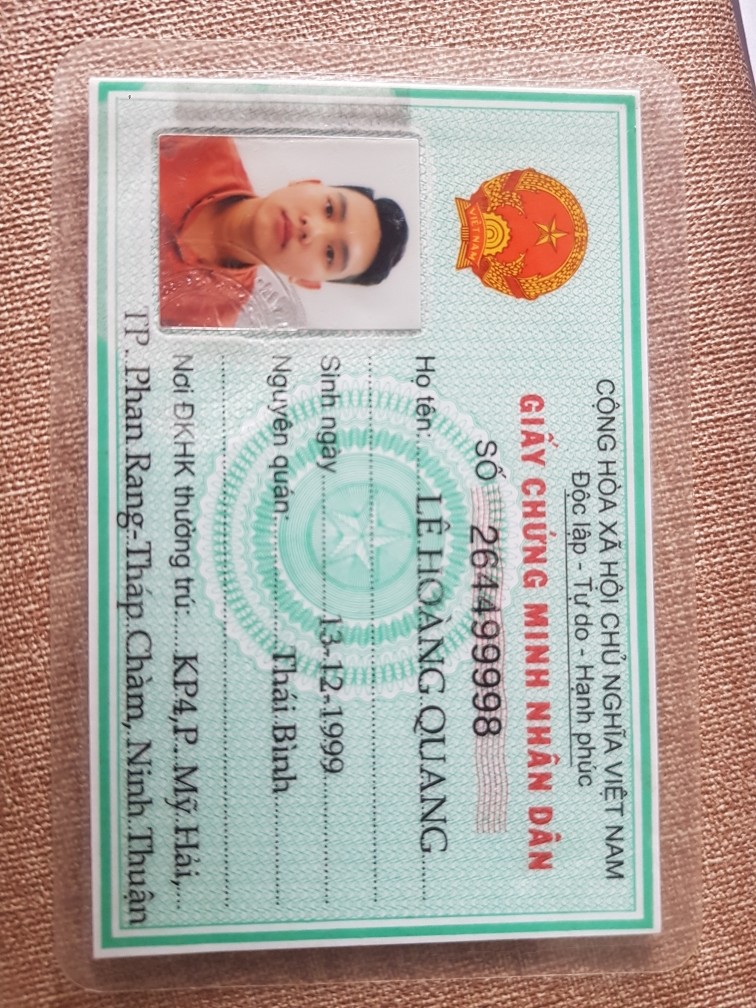 CỘNG HÒA XÃ HỘI CHỦ NGHĨA VIỆT NAM
Độc lập - Tự do - Hạnh phúc
GIẤY CHỨNG MINH NHÂN DÂN
SỐ 264499998
Họ tên: LÊ HOÀNG QUANG
Sinh ngày 13-12-1999
Nguyên quán: Thái Bình
Nơi ĐKHK thường trú: KP4,P. Mỹ Hải,
TP. Phan Rang-Tháp Chàm, Ninh Thuận
VIỆT NAM